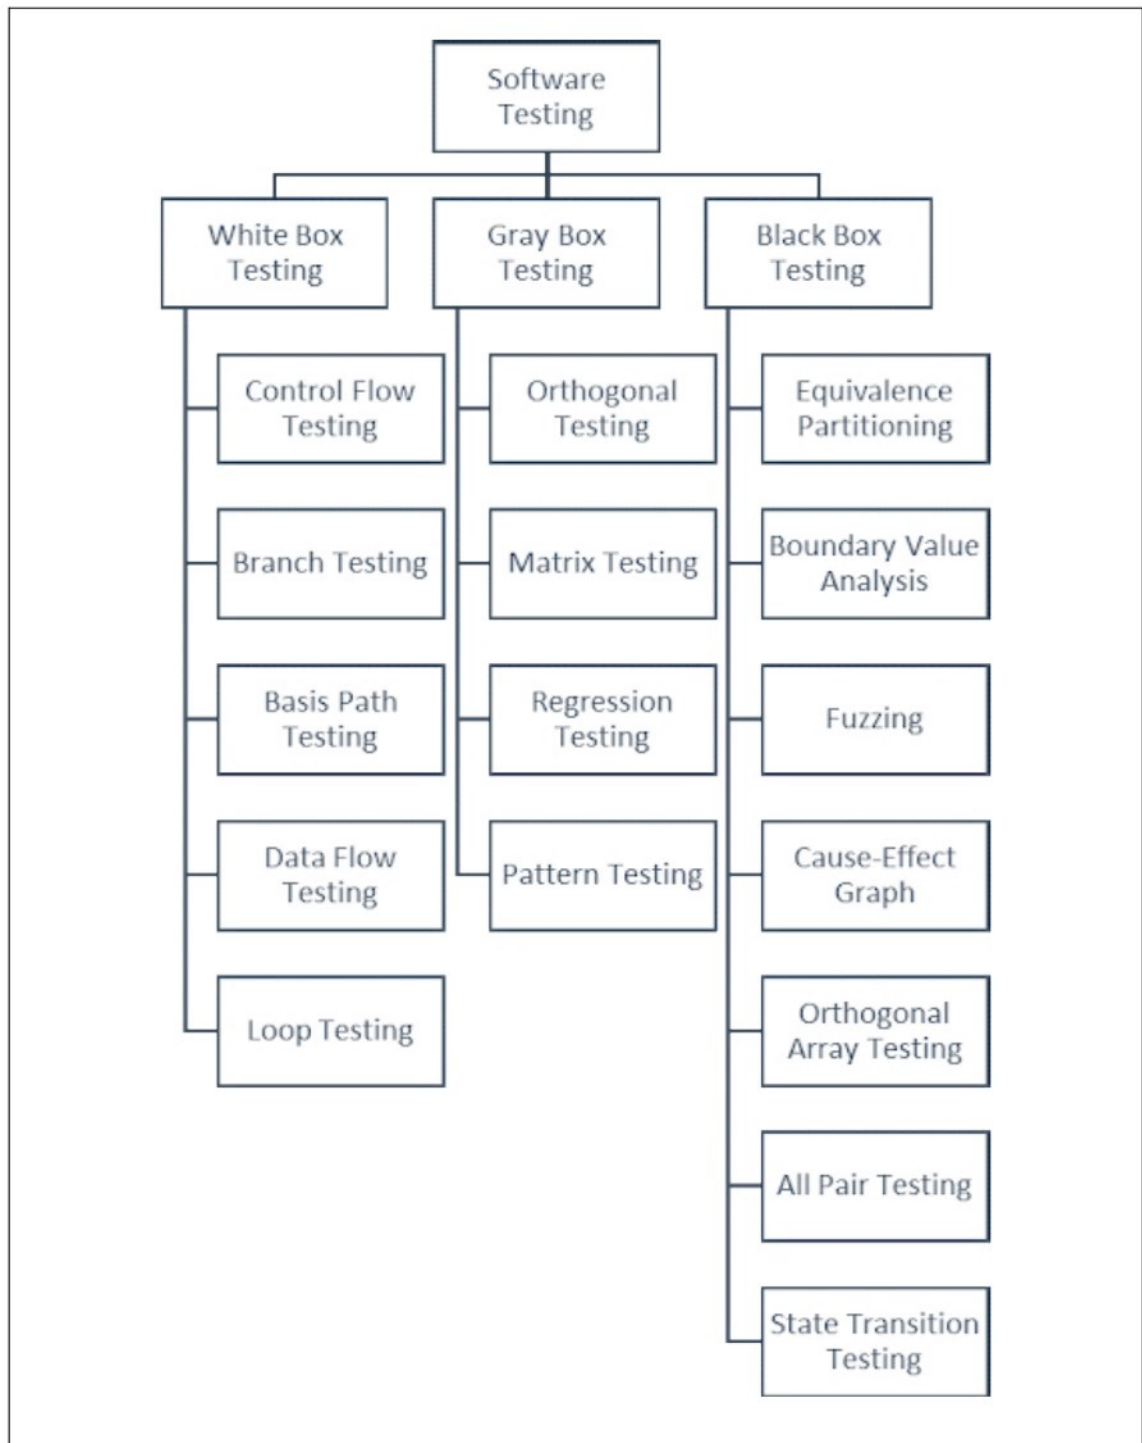 Software
Testing
White Box
Testing
Gray Box
Testing
Black Box
Testing
Control Flow
Testing
Branch Testing
Basis Path
Testing
Data Flow
Testing
Loop Testing
Orthogonal
Testing
Matrix Testing
Regression
Testing
Pattern Testing
Equivalence
Partitioning
Boundary Value
Analysis
Fuzzing
Cause-Effect
Graph
Orthogonal
Array Testing
All Pair Testing
State Transition
Testing